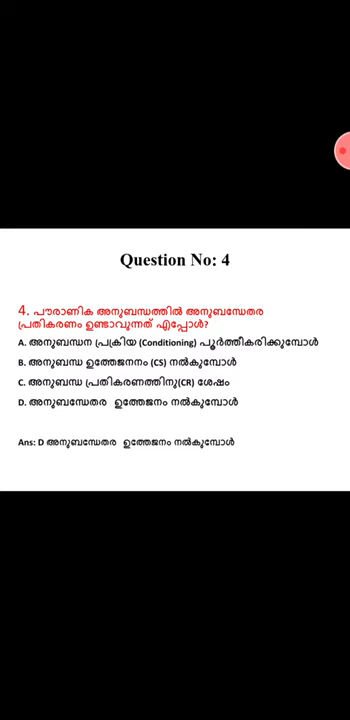 Question No: 4
4. പൗരാണിക അനുബന്ധത്തിൽ അനുബന്ധേതര
പ്രതികരണം ഉണ്ടാവുന്നത് എപ്പോൾ?
A. അനുബന്ധന പ്രക്രിയ (Conditioning) പൂർത്തീകരിക്കുമ്പോൾ
B. അനുബന്ധ ഉത്തേജനനം (CS) നൽകുമ്പോൾ
C. അനുബന്ധ പ്രതികരണത്തിനു(CR) ശേഷം
D. അനുബന്ധേതര ഉത്തേജനം നൽകുമ്പോൾ
Ans: D അനുബന്ധേതര ഉത്തേജനം നൽകുമ്പോൾ